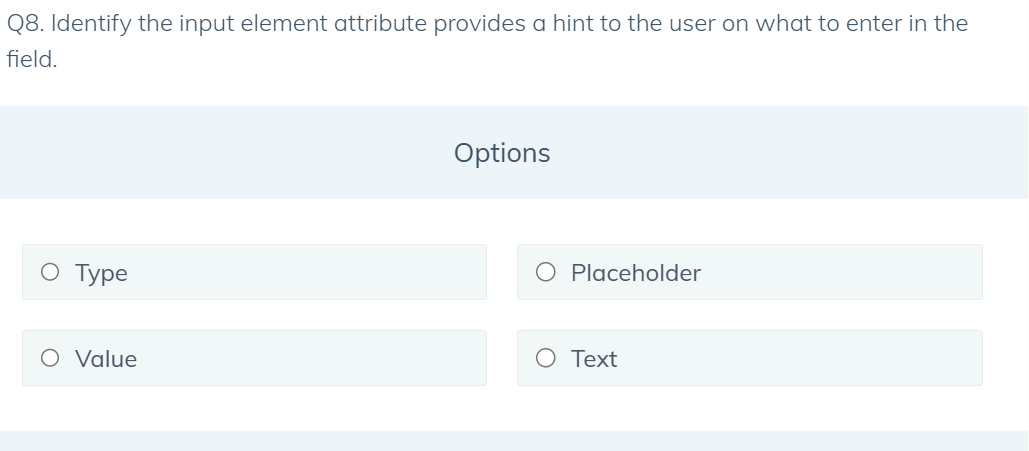 Q8. Identify the input element attribute provides a hint to the user on what to enter in the
field.
Options
Type
Placeholder
Value
Text